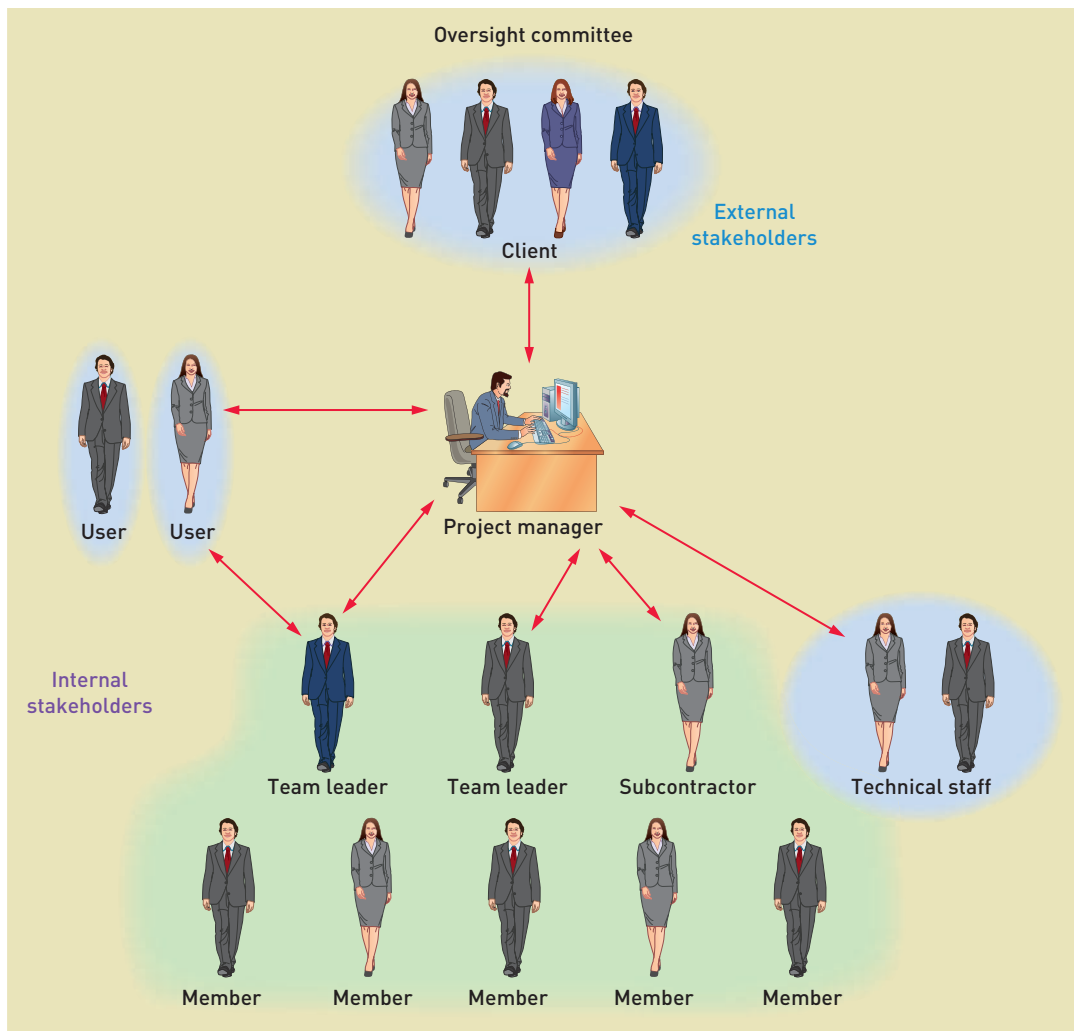 Oversight committee
External
stakeholders
Client
User
User
Project manager
Internal
stakeholders
Team leader
Team leader
Subcontractor
Technical staff
Member
Member
Member
Member
Member